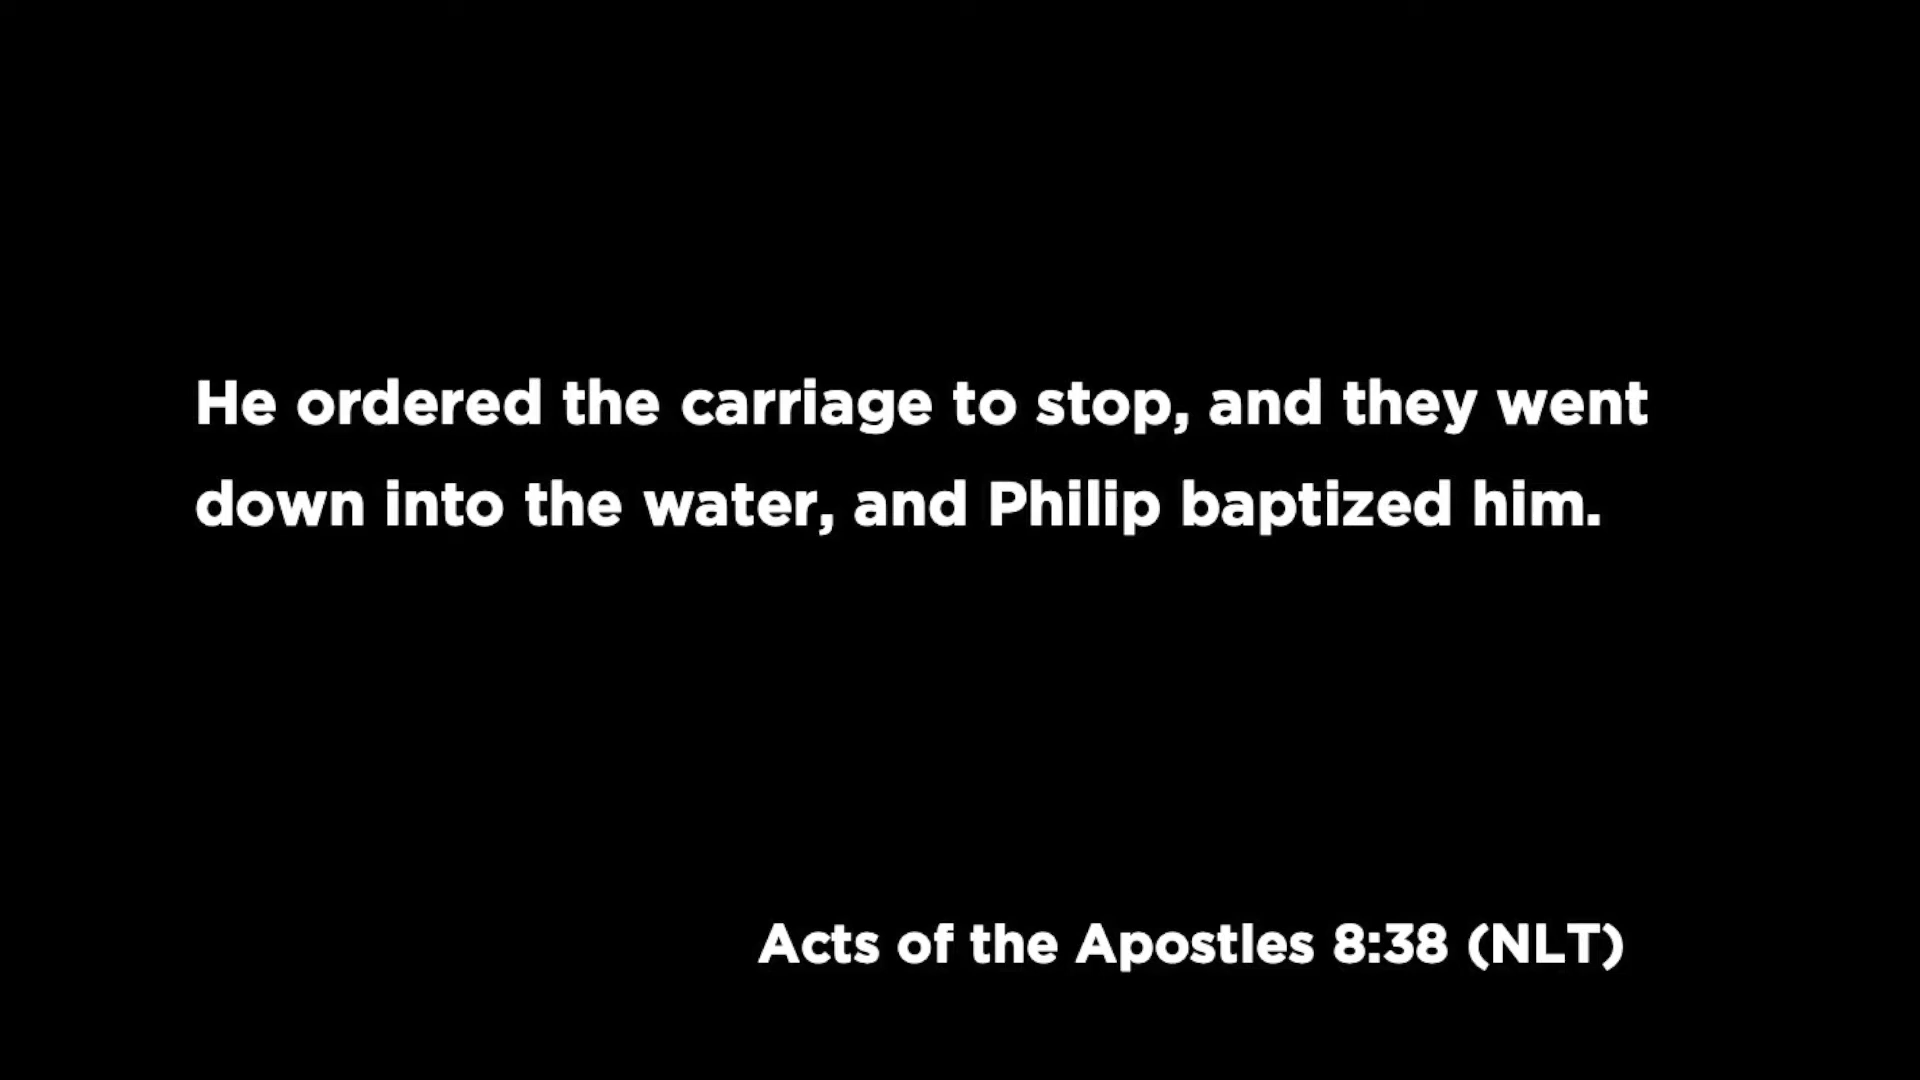 He ordered the carriage to stop, and they went
down into the water, and Philip baptized him.
Acts of the Apostles 8:38 (NLT)